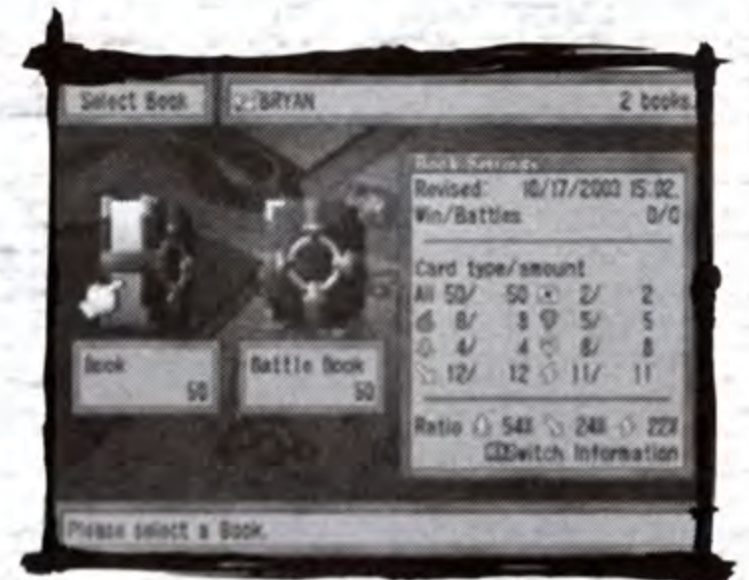 Select Book
BRYAN
2 books.
Book Settings
Revised: 10/17/2003 15:02.
Win/Battles 0/0
Card type/amount
All 50/ 50 2/ 2
8/ 8 5/ 5
4/ 4 8/ 8
12/ 12 11/ 11
Ratio 54% 24% 22%
Switch Information
Book
50
Battle Book
50
Please select a Book.